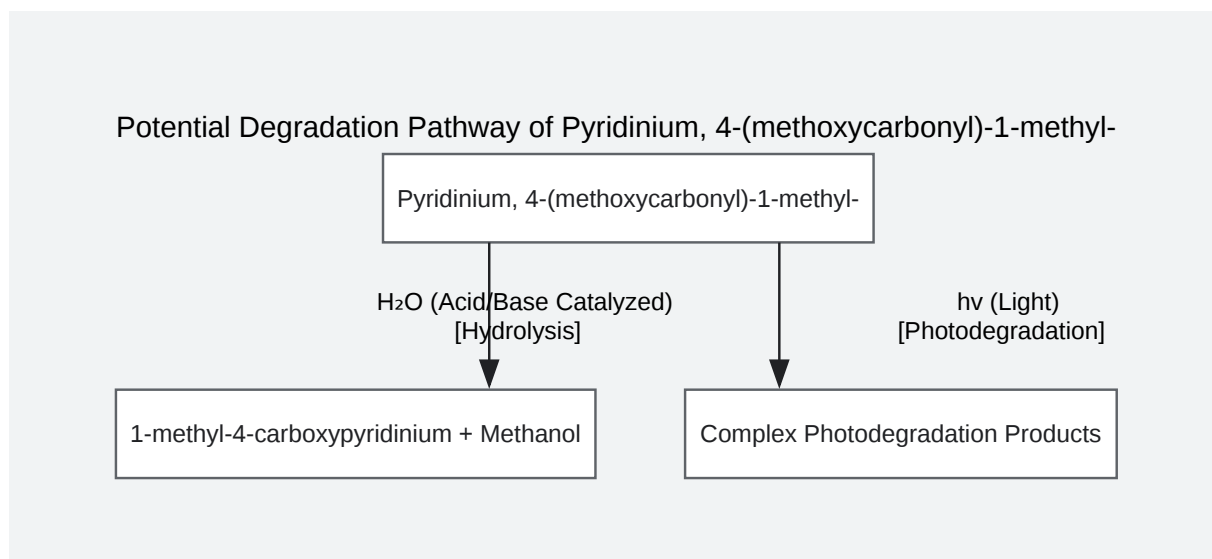 Potential Degradation Pathway of Pyridinium, 4-(methoxycarbonyl)-1-methyl-
Pyridinium, 4-(methoxycarbonyl)-1-methyl-
H₂O (Acid/Base Catalyzed)
[Hydrolysis]
hv (Light)
[Photodegradation]
1-methyl-4-carboxypyridinium + Methanol
Complex Photodegradation Products